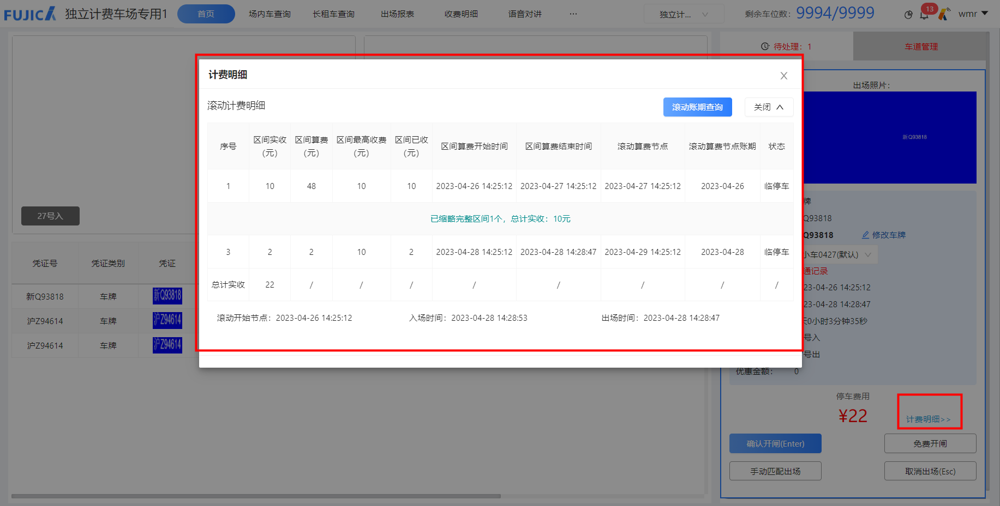 FUJICA 独立计费车场专用1 首页 场内车查询 长租车查询 出场报表 收费明细 语音对讲 ··· 独立计... 剩余车位数: 9994/9999 13 wmr
待处理: 1 车道管理
出场照片:
新Q93818
27号入
凭证号 凭证类别 凭证
新Q93818 车牌 新Q93818
沪Z94614 车牌 沪Z94614
沪Z94614 车牌 沪Z94614
计费明细 X
滚动计费明细 滚动账期查询 关闭
序号 区间实收(元) 区间算费(元) 区间最高收费(元) 区间已收(元) 区间算费开始时间 区间算费结束时间 滚动算费节点 滚动算费节点账期 状态
1 10 48 10 10 2023-04-26 14:25:12 2023-04-27 14:25:12 2023-04-27 14:25:12 2023-04-26 临停车
已缩略完整区间1个，总计实收：10元
3 2 2 10 2 2023-04-28 14:25:12 2023-04-28 14:28:47 2023-04-29 14:25:12 2023-04-28 临停车
总计实收 22 / / / / / / / /
滚动开始节点：2023-04-26 14:25:12 入场时间：2023-04-28 14:28:53 出场时间：2023-04-28 14:28:47
牌
Q93818
Q93818 修改车牌
小车0427(默认)
通记录
23-04-26 14:25:12
23-04-28 14:28:47
天0小时3分钟35秒
号入
号出
优惠金额: 0
停车费用
¥22 计费明细>>
确认开闸(Enter) 免费开闸
手动匹配出场 取消出场(Esc)